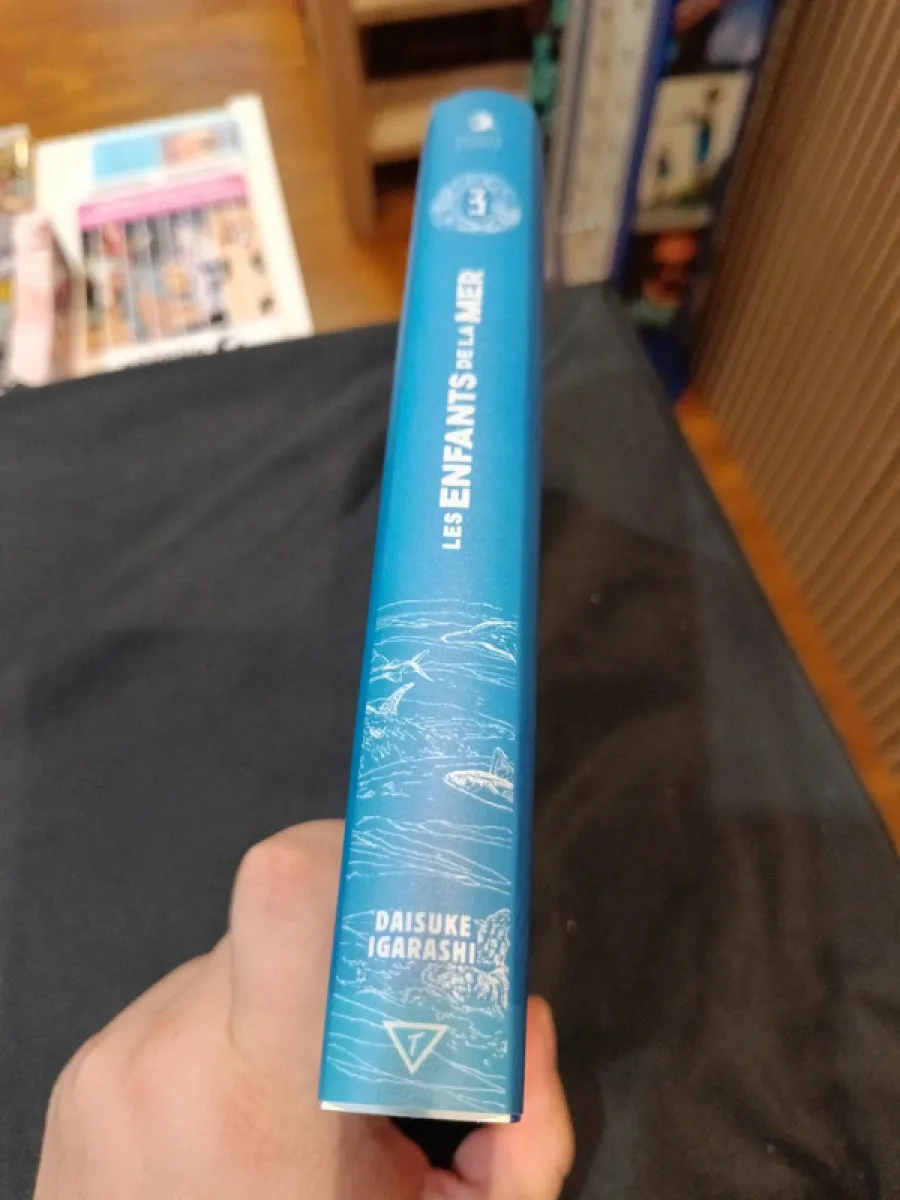 3
LES ENFANTS DE LA MER
DAISUKE
IGARASHI
T